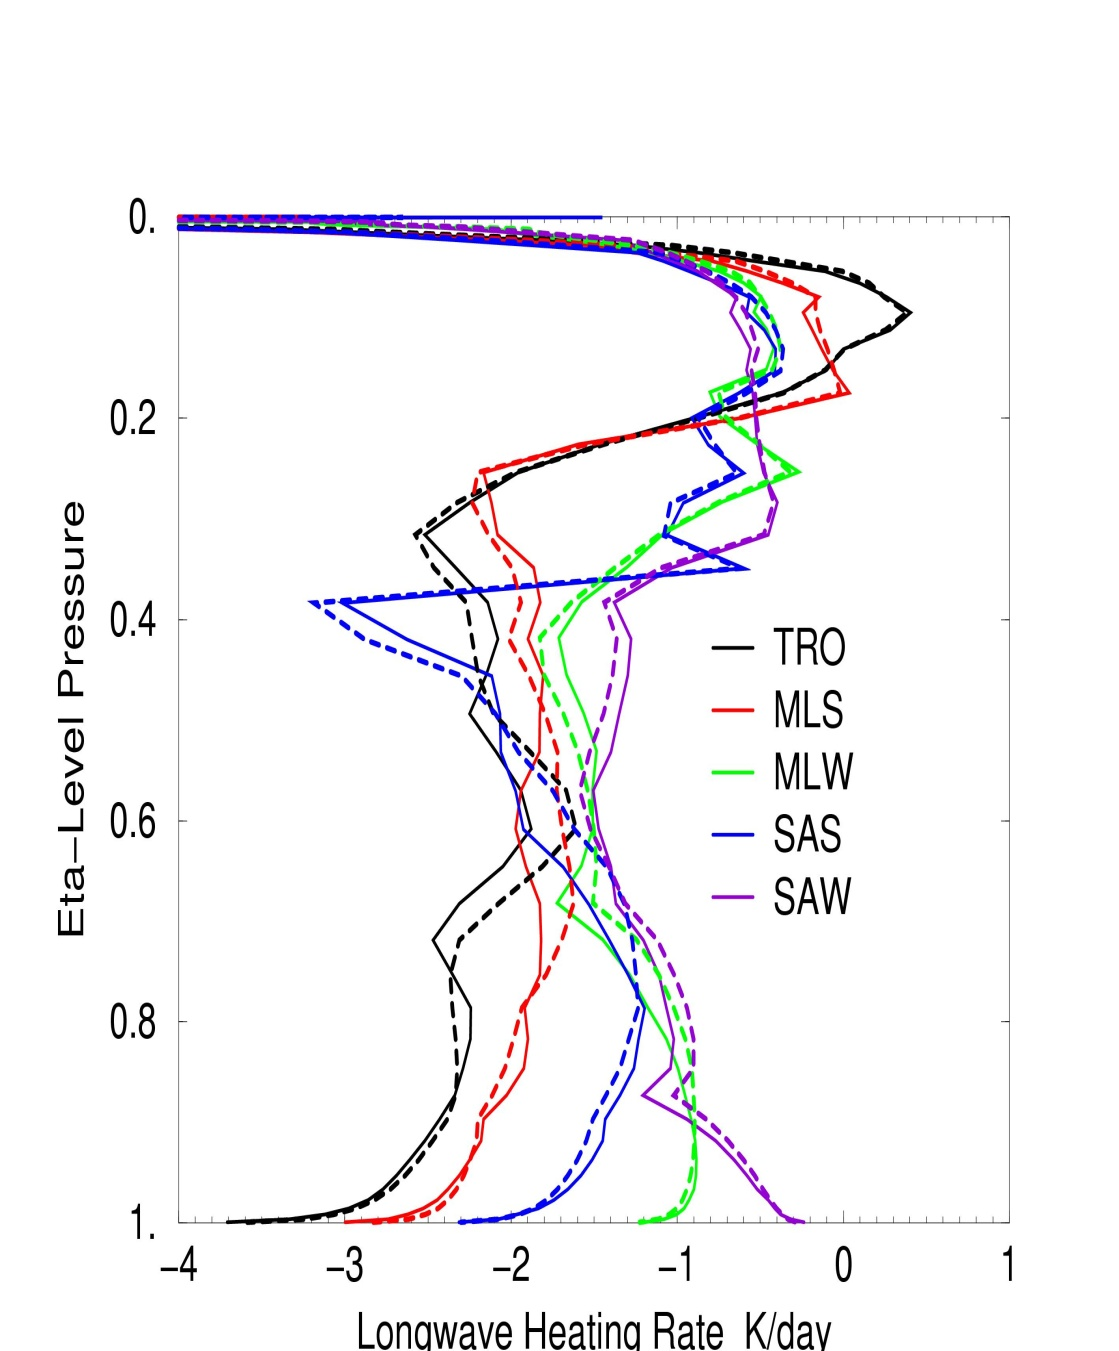 0.
0.2
0.4
0.6
0.8
1.
Eta–Level Pressure
TRO
MLS
MLW
SAS
SAW
−4 −3 −2 −1 0 1
Longwave Heating Rate K/day